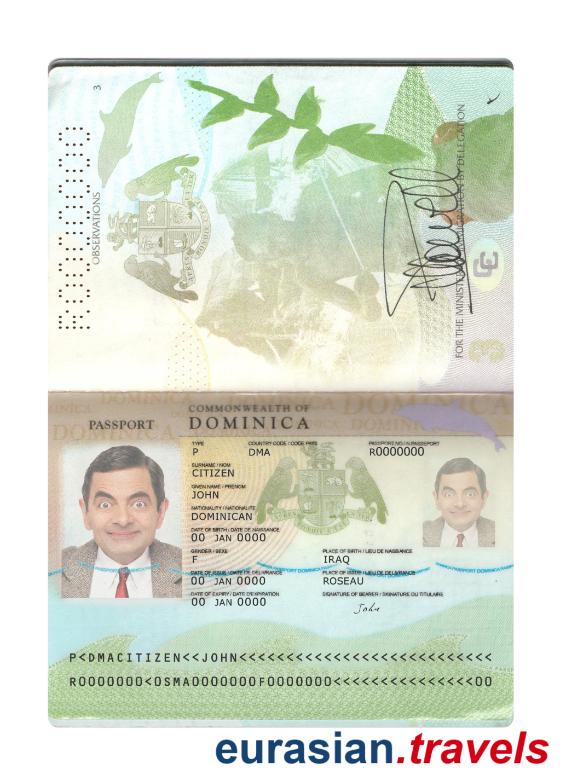 3
OBSERVATIONS
FOR THE MINISTER
BY DELEGATION
DOMINICA
PASSPORT
COMMONWEALTH OF
DOMINICA
TYPE COUNTRY CODE / CODE PAYS PASSPORT NO./ N.PASSEPORT
P DMA R0000000
SURNAME / NOM
CITIZEN
GIVEN NAME / PRENOM
JOHN
NATIONALITY / NATIONALITE
DOMINICAN
DATE OF BIRTH / DATE DE NAISSANCE
00 JAN 0000
GENDER / SEXE PLACE OF BIRTH / LIEU DE NAISSANCE
F IRAQ
DATE OF ISSUE / DATE DE DELIVRANCE PLACE OF ISSUE / LIEU DE DELIVRANCE
00 JAN 0000 ROSEAU
DATE OF EXPIRY / DATE D'EXPIRATION SIGNATURE OF BEARER / SIGNATURE DU TITULAIRE
00 JAN 0000 John
P<DMACITIZEN<<JOHN<<<<<<<<<<<<<<<<<<<<<<<<<<
R0000000<0SMA0000000F0000000<<<<<<<<<<<<<<00
eurasian.travels